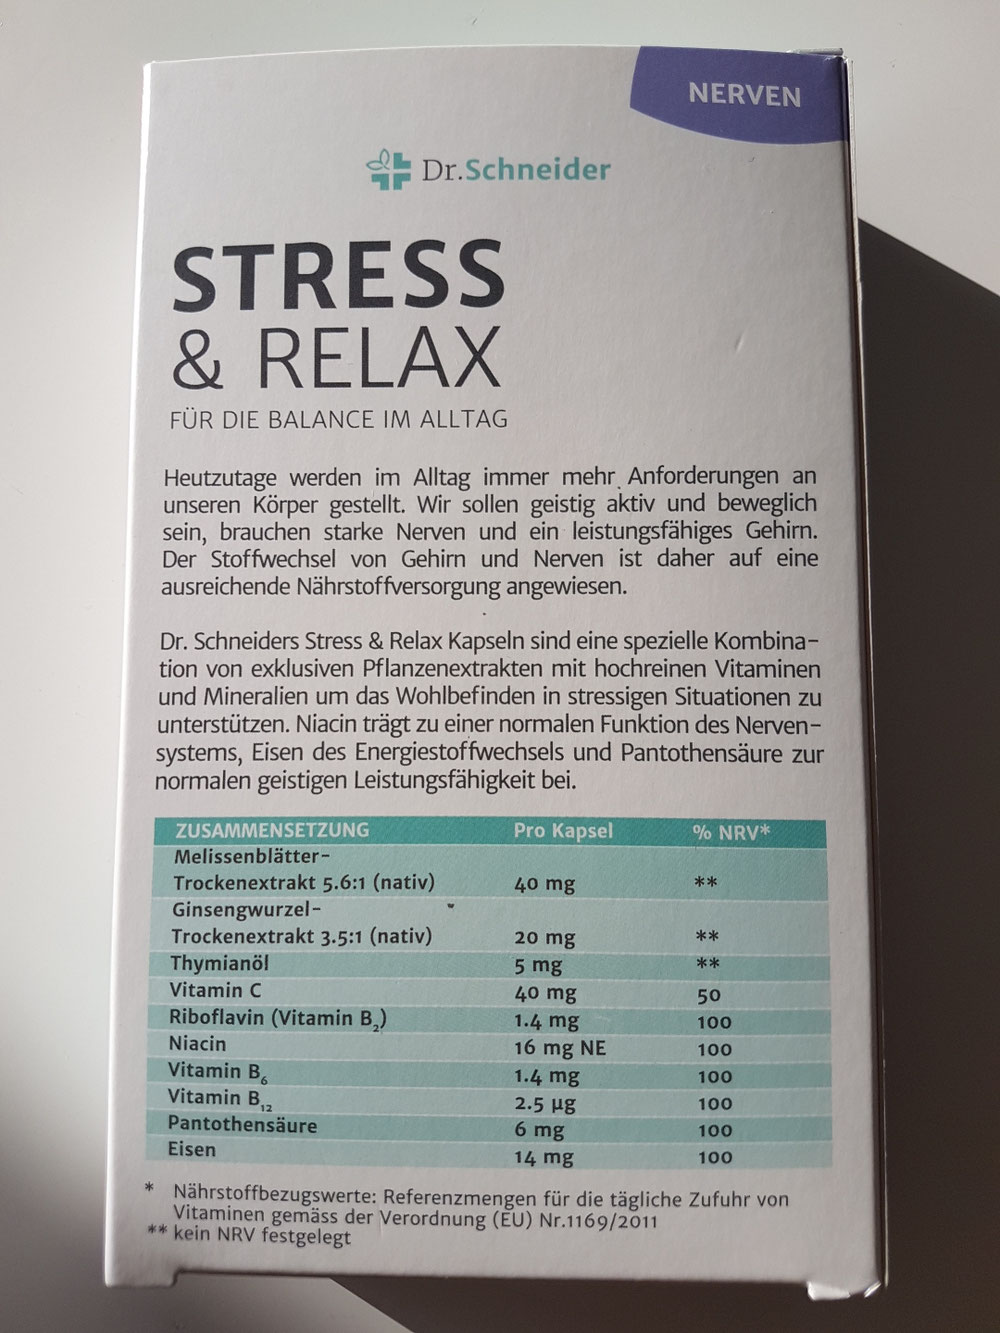 NERVEN
Dr.Schneider
STRESS
& RELAX
FÜR DIE BALANCE IM ALLTAG
Heutzutage werden im Alltag immer mehr Anforderungen an
unseren Körper gestellt. Wir sollen geistig aktiv und beweglich
sein, brauchen starke Nerven und ein leistungsfähiges Gehirn.
Der Stoffwechsel von Gehirn und Nerven ist daher auf eine
ausreichende Nährstoffversorgung angewiesen.
Dr. Schneiders Stress & Relax Kapseln sind eine spezielle Kombina-
tion von exklusiven Pflanzenextrakten mit hochreinen Vitaminen
und Mineralien um das Wohlbefinden in stressigen Situationen zu
unterstützen. Niacin trägt zu einer normalen Funktion des Nerven-
systems, Eisen des Energiestoffwechsels und Pantothensäure zur
normalen geistigen Leistungsfähigkeit bei.
ZUSAMMENSETZUNG Pro Kapsel % NRV*
Melissenblätter-
Trockenextrakt 5.6:1 (nativ) 40 mg **
Ginsengwurzel-
Trockenextrakt 3.5:1 (nativ) 20 mg **
Thymianöl 5 mg **
Vitamin C 40 mg 50
Riboflavin (Vitamin B₂) 1.4 mg 100
Niacin 16 mg NE 100
Vitamin B₆ 1.4 mg 100
Vitamin B₁₂ 2.5 µg 100
Pantothensäure 6 mg 100
Eisen 14 mg 100
* Nährstoffbezugswerte: Referenzmengen für die tägliche Zufuhr von
Vitaminen gemäss der Verordnung (EU) Nr.1169/2011
** kein NRV festgelegt